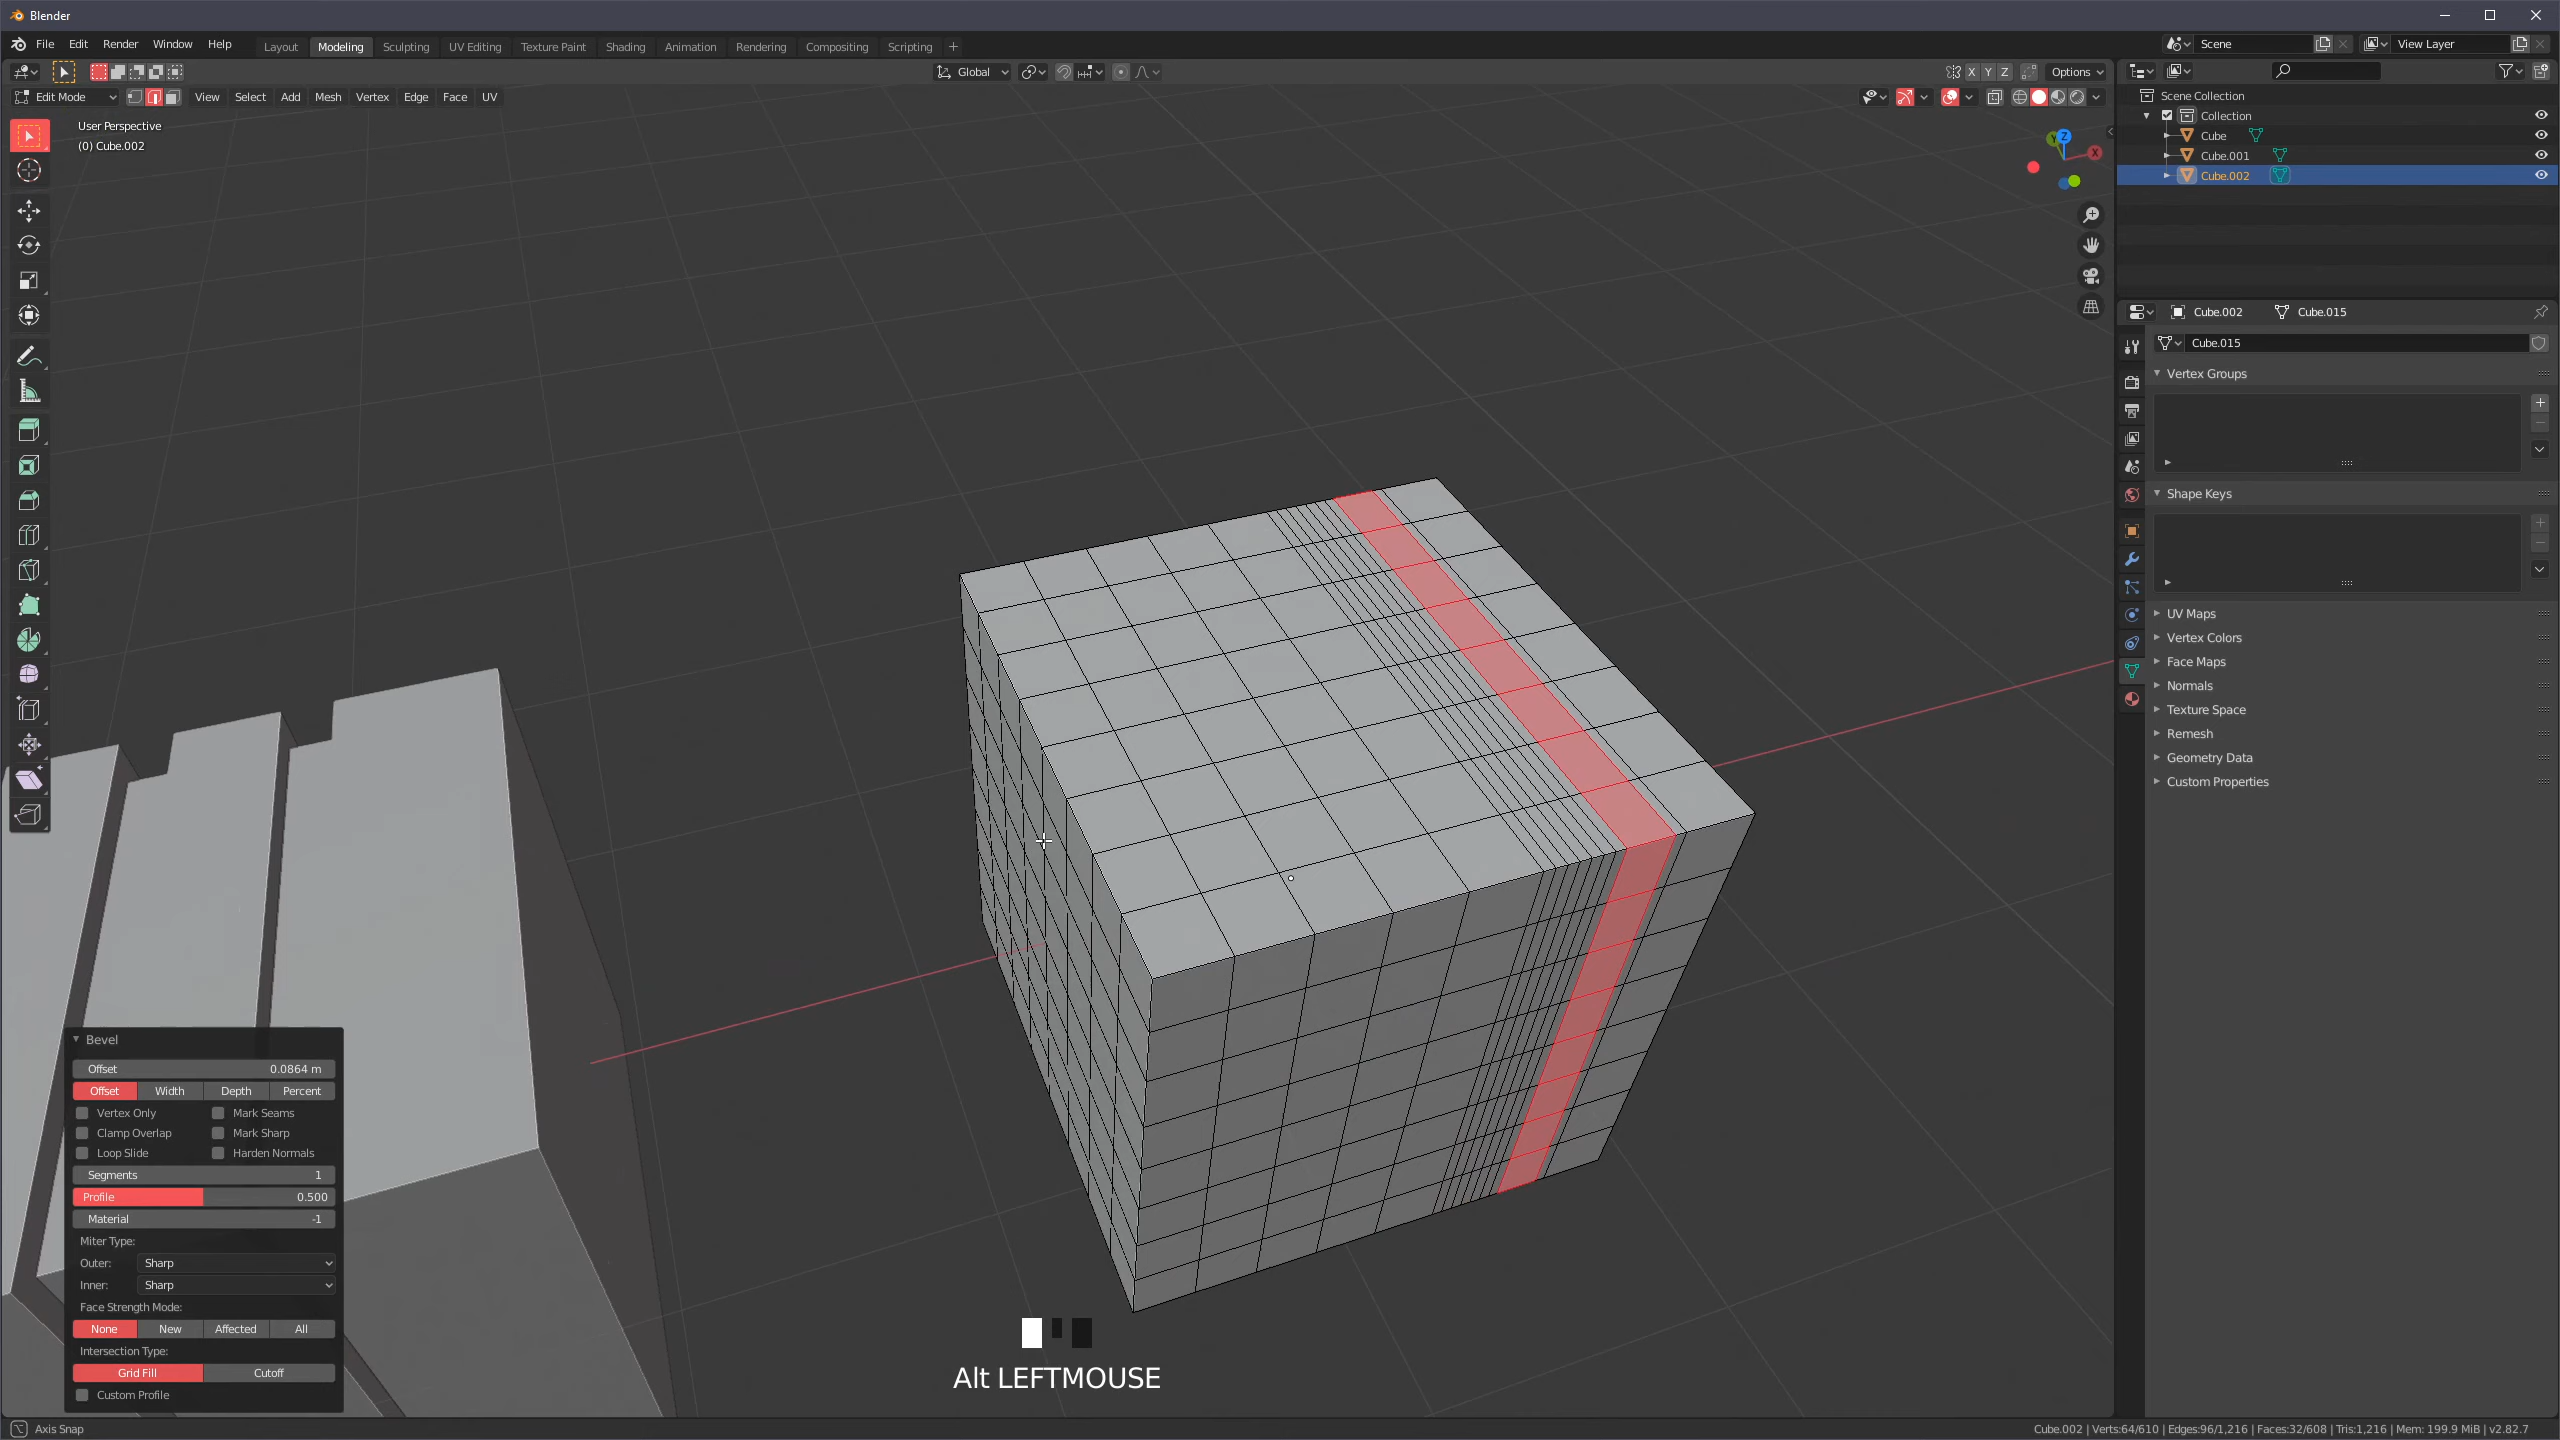 Blender
File Edit Render Window Help
Layout Modeling Sculpting UV Editing Texture Paint Shading Animation Rendering Compositing Scripting +
Scene
View Layer
Global
X Y Z
Options
Edit Mode
View Select Add Mesh Vertex Edge Face UV
User Perspective
(0) Cube.002
Z
Y
X
Scene Collection
Collection
Cube
Cube.001
Cube.002
Cube.002
Cube.015
Cube.015
Vertex Groups
Shape Keys
UV Maps
Vertex Colors
Face Maps
Normals
Texture Space
Remesh
Geometry Data
Custom Properties
Bevel
Offset 0.0864 m
Offset Width Depth Percent
Vertex Only Mark Seams
Clamp Overlap Mark Sharp
Loop Slide Harden Normals
Segments 1
Profile 0.500
Material -1
Miter Type:
Outer: Sharp
Inner: Sharp
Face Strength Mode:
None New Affected All
Intersection Type:
Grid Fill Cutoff
Custom Profile
Alt LEFTMOUSE
Axis Snap
Cube.002 | Verts:64/610 | Edges:96/1,216 | Faces:32/608 | Tris:1,216 | Mem: 199.9 MiB | v2.82.7